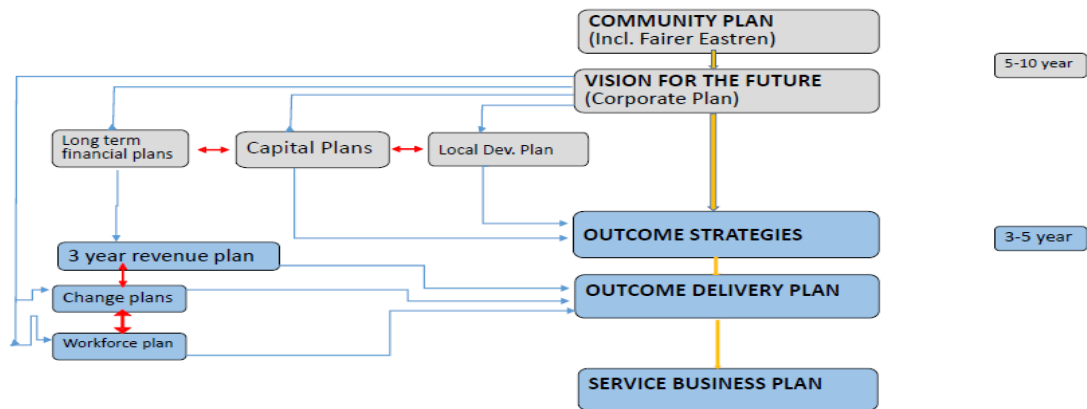 COMMUNITY PLAN
(Incl. Fairer Eastren)
5-10 year
VISION FOR THE FUTURE
(Corporate Plan)
Long term
financial plans
Capital Plans
Local Dev. Plan
OUTCOME STRATEGIES
3-5 year
3 year revenue plan
OUTCOME DELIVERY PLAN
Change plans
Workforce plan
SERVICE BUSINESS PLAN